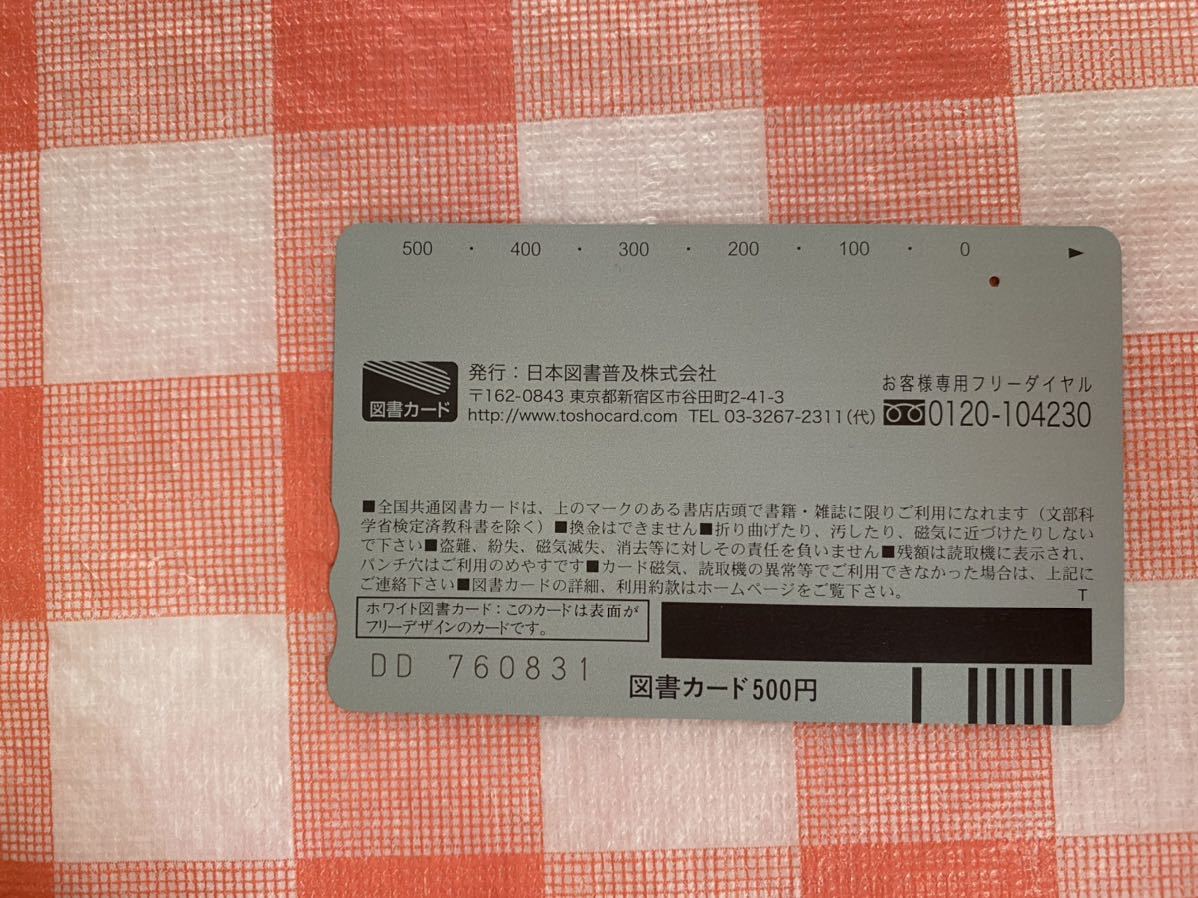 500 ・ 400 ・ 300 ・ 200 ・ 100 ・ 0 ▶
図書カード
発行：日本図書普及株式会社
〒162-0843 東京都新宿区市谷田町2-41-3
http://www.toshocard.com TEL 03-3267-2311(代)
お客様専用フリーダイヤル
0120-104230
■全国共通図書カードは、上のマークのある書店店頭で書籍・雑誌に限りご利用になれます（文部科
学省検定済教科書を除く）■換金はできません■折り曲げたり、汚したり、磁気に近づけたりしない
で下さい■盗難、紛失、磁気滅失、消去等に対しその責任を負いません■残額は読取機に表示され、
パンチ穴はご利用のめやすです■カード磁気、読取機の異常等でご利用できなかった場合は、上記に
ご連絡下さい■図書カードの詳細、利用約款はホームページをご覧下さい。
T
ホワイト図書カード：このカードは表面が
フリーデザインのカードです。
DD 760831
図書カード500円